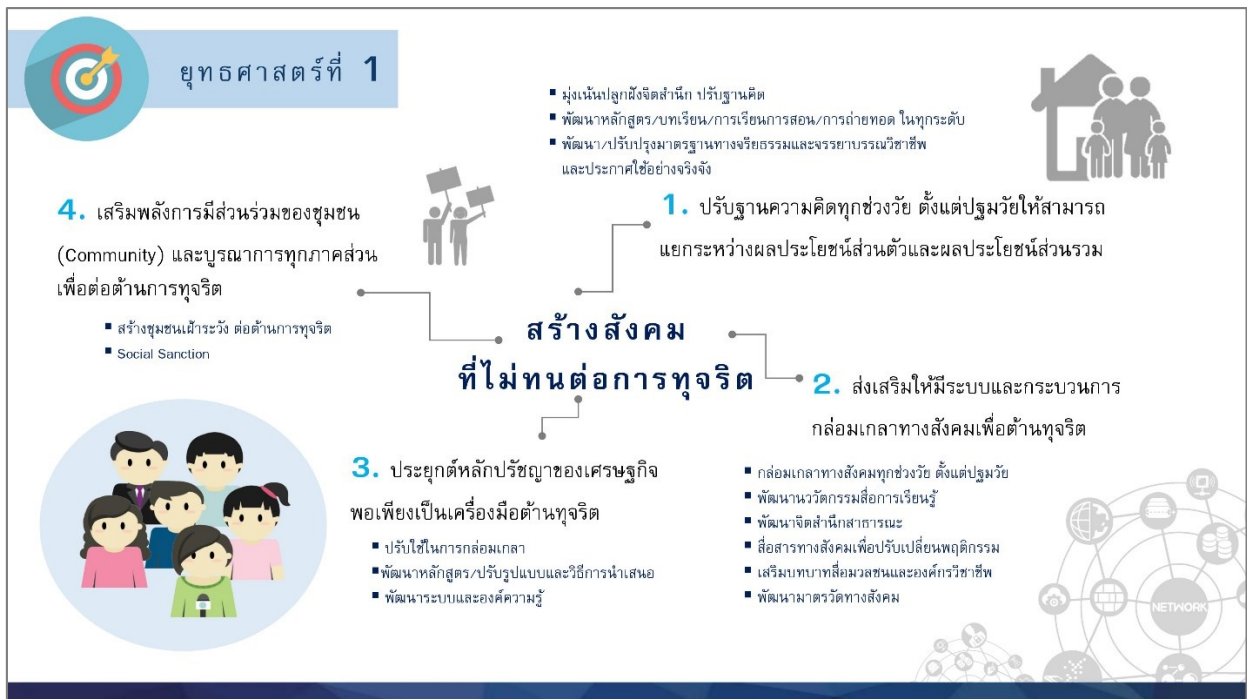 ยุทธศาสตร์ที่ 1
▪ มุ่งเน้นปลูกฝังจิตสำนึก ปรับฐานคิด
▪ พัฒนาหลักสูตร/บทเรียน/การเรียนการสอน/การถ่ายทอด ในทุกระดับ
▪ พัฒนา/ปรับปรุงมาตรฐานทางจริยธรรมและจรรยาบรรณวิชาชีพ
และประกาศใช้อย่างจริงจัง
1. ปรับฐานความคิดทุกช่วงวัย ตั้งแต่ปฐมวัยให้สามารถ
แยกระหว่างผลประโยชน์ส่วนตัวและผลประโยชน์ส่วนรวม
4. เสริมพลังการมีส่วนร่วมของชุมชน
(Community) และบูรณาการทุกภาคส่วน
เพื่อต่อต้านการทุจริต
▪ สร้างชุมชนเฝ้าระวัง ต่อต้านการทุจริต
▪ Social Sanction
สร้างสังคม
ที่ไม่ทนต่อการทุจริต
2. ส่งเสริมให้มีระบบและกระบวนการ
กล่อมเกลาทางสังคมเพื่อต้านทุจริต
▪ กล่อมเกลาทางสังคมทุกช่วงวัย ตั้งแต่ปฐมวัย
▪ พัฒนานวัตกรรมสื่อการเรียนรู้
▪ พัฒนาจิตสำนึกสาธารณะ
▪ สื่อสารทางสังคมเพื่อปรับเปลี่ยนพฤติกรรม
▪ เสริมบทบาทสื่อมวลชนและองค์กรวิชาชีพ
▪ พัฒนามาตรวัดทางสังคม
3. ประยุกต์หลักปรัชญาของเศรษฐกิจ
พอเพียงเป็นเครื่องมือต้านทุจริต
▪ ปรับใช้ในการกล่อมเกลา
▪ พัฒนาหลักสูตร/ปรับรูปแบบและวิธีการนำเสนอ
▪ พัฒนาระบบและองค์ความรู้
NETWORK